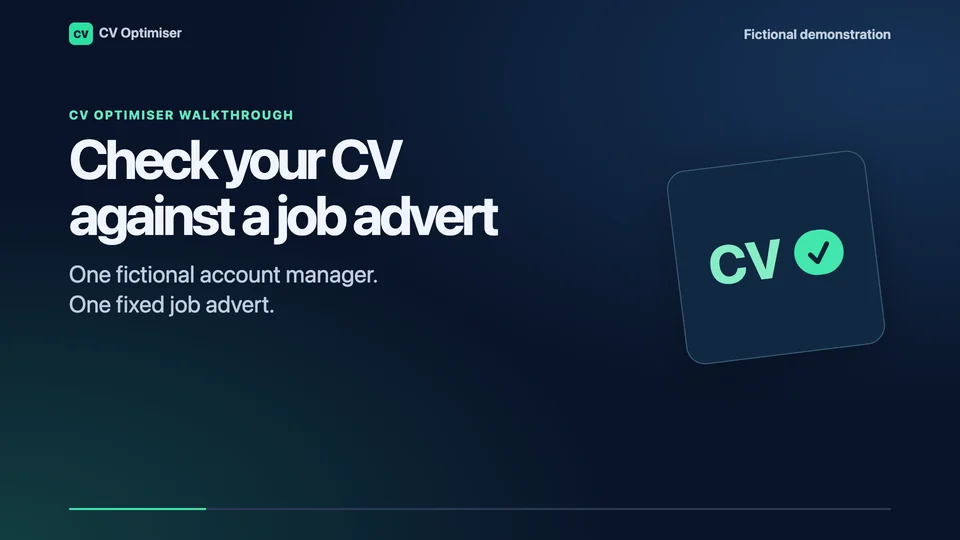 cv CV Optimiser
Fictional demonstration
CV OPTIMISER WALKTHROUGH
Check your CV
against a job advert
One fictional account manager.
One fixed job advert.
CV